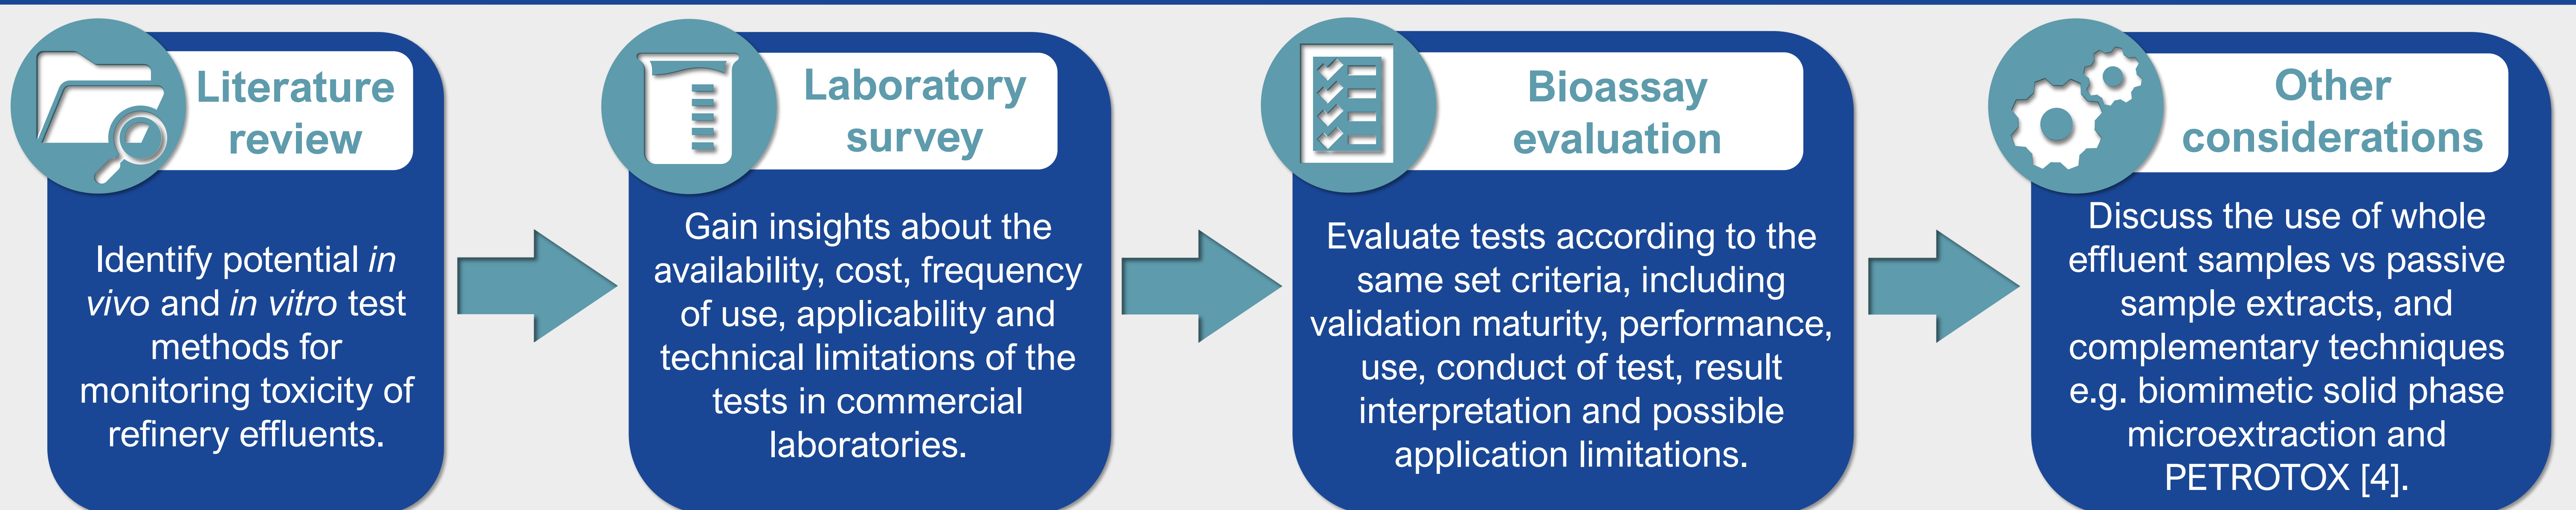 Literature
review
Identify potential in
vivo and in vitro test
methods for
monitoring toxicity of
refinery effluents.
Laboratory
survey
Gain insights about the
availability, cost, frequency
of use, applicability and
technical limitations of the
tests in commercial
laboratories.
Bioassay
evaluation
Evaluate tests according to the
same set criteria, including
validation maturity, performance,
use, conduct of test, result
interpretation and possible
application limitations.
Other
considerations
Discuss the use of whole
effluent samples vs passive
sample extracts, and
complementary techniques
e.g. biomimetic solid phase
microextraction and
PETROTOX [4].